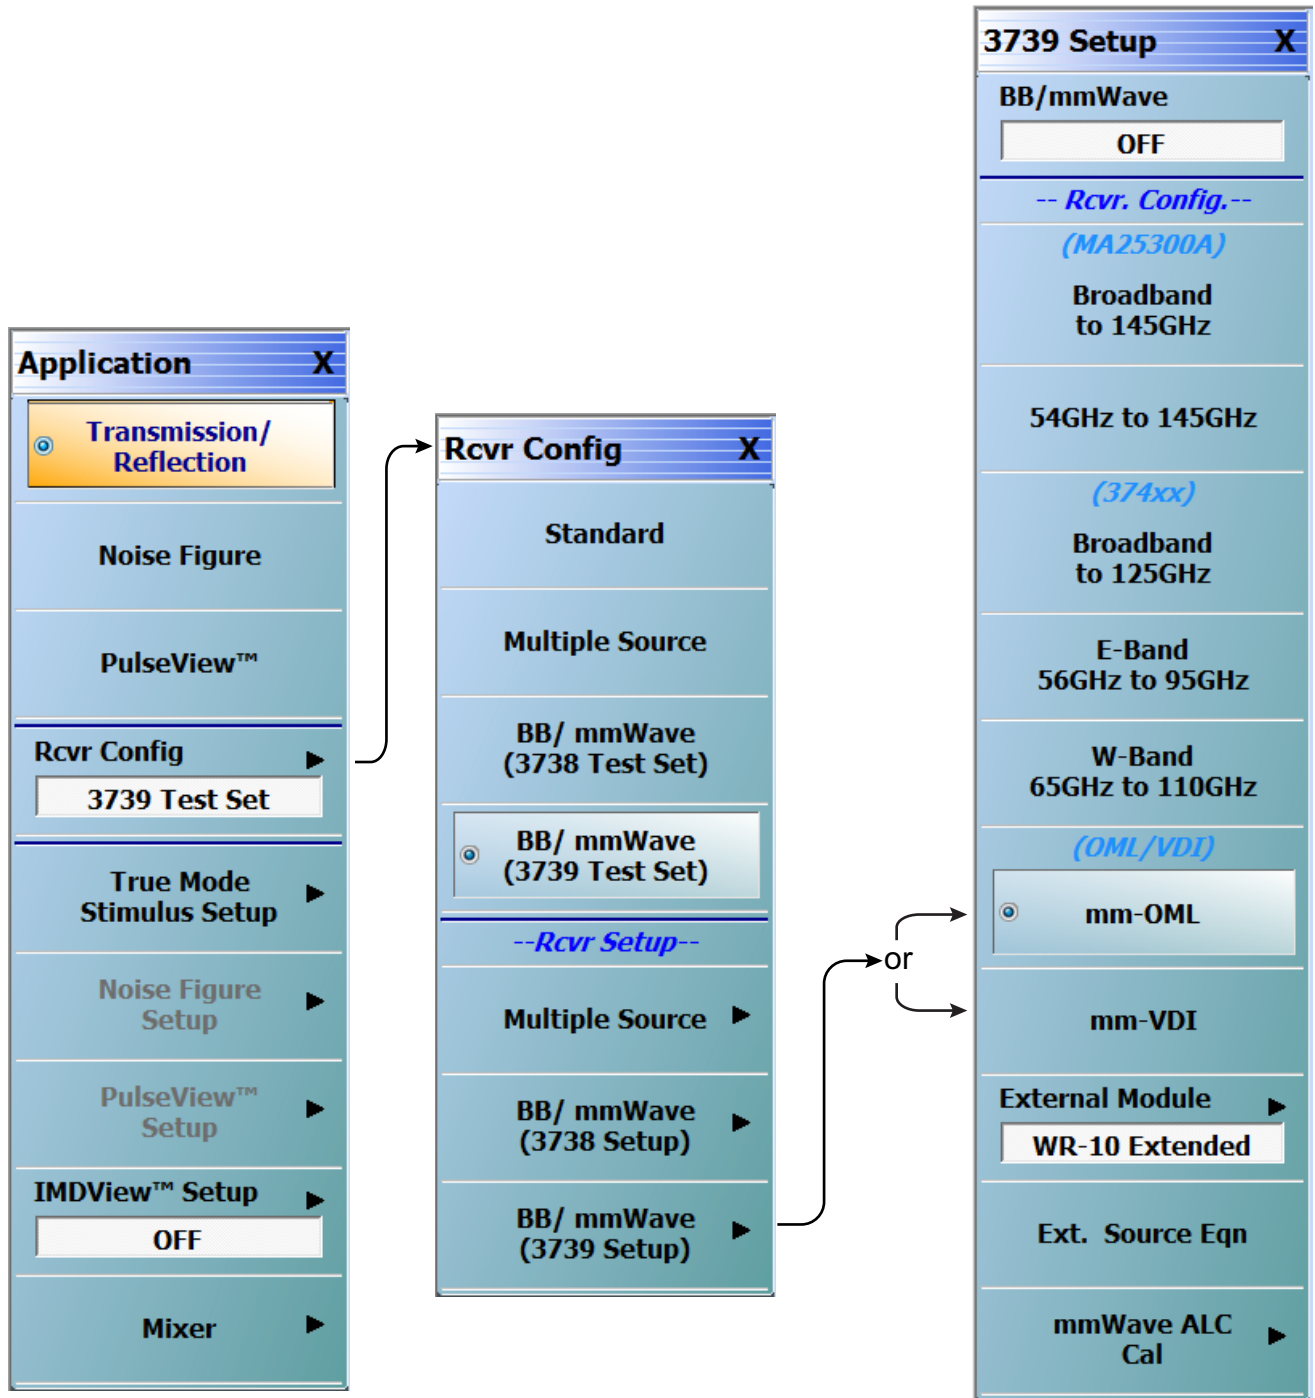 Application X
Transmission/
Reflection
Noise Figure
PulseView™
Rcvr Config
3739 Test Set
True Mode
Stimulus Setup
Noise Figure
Setup
PulseView™
Setup
IMDView™ Setup
OFF
Mixer
Rcvr Config X
Standard
Multiple Source
BB/ mmWave
(3738 Test Set)
BB/ mmWave
(3739 Test Set)
--Rcvr Setup--
Multiple Source
BB/ mmWave
(3738 Setup)
BB/ mmWave
(3739 Setup)
or
3739 Setup X
BB/mmWave
OFF
-- Rcvr. Config.--
(MA25300A)
Broadband
to 145GHz
54GHz to 145GHz
(374xx)
Broadband
to 125GHz
E-Band
56GHz to 95GHz
W-Band
65GHz to 110GHz
(OML/VDI)
mm-OML
mm-VDI
External Module
WR-10 Extended
Ext. Source Eqn
mmWave ALC
Cal